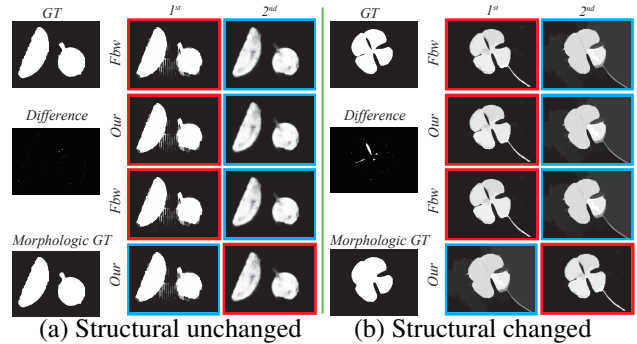 GT 1st 2nd GT 1st 2nd
Fbw Fbw
Difference Our Difference Our
Fbw Fbw
Morphologic GT Our Morphologic GT Our
(a) Structural unchanged (b) Structural changed